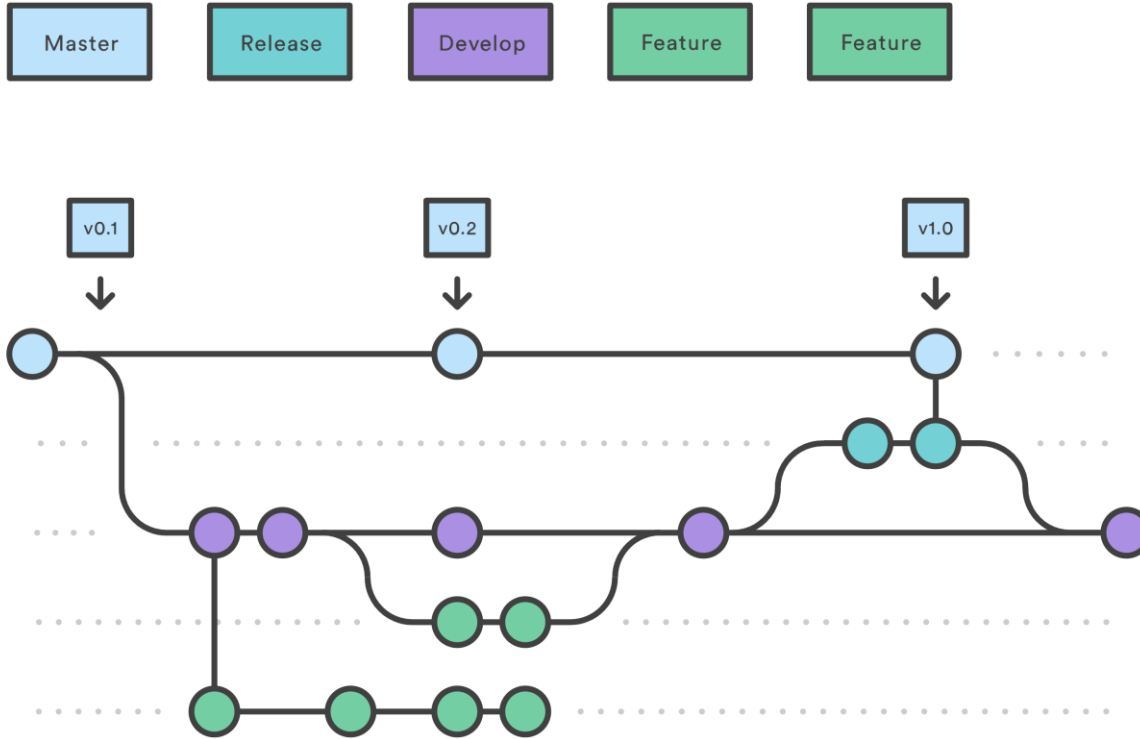 Master
Release
Develop
Feature
Feature
v0.1
v0.2
v1.0